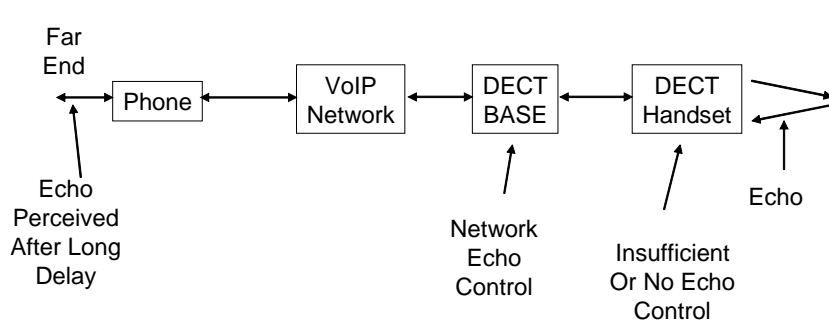 Far
End
Phone
VoIP
Network
DECT
BASE
DECT
Handset
Echo
Perceived
After Long
Delay
Network
Echo
Control
Insufficient
Or No Echo
Control
Echo